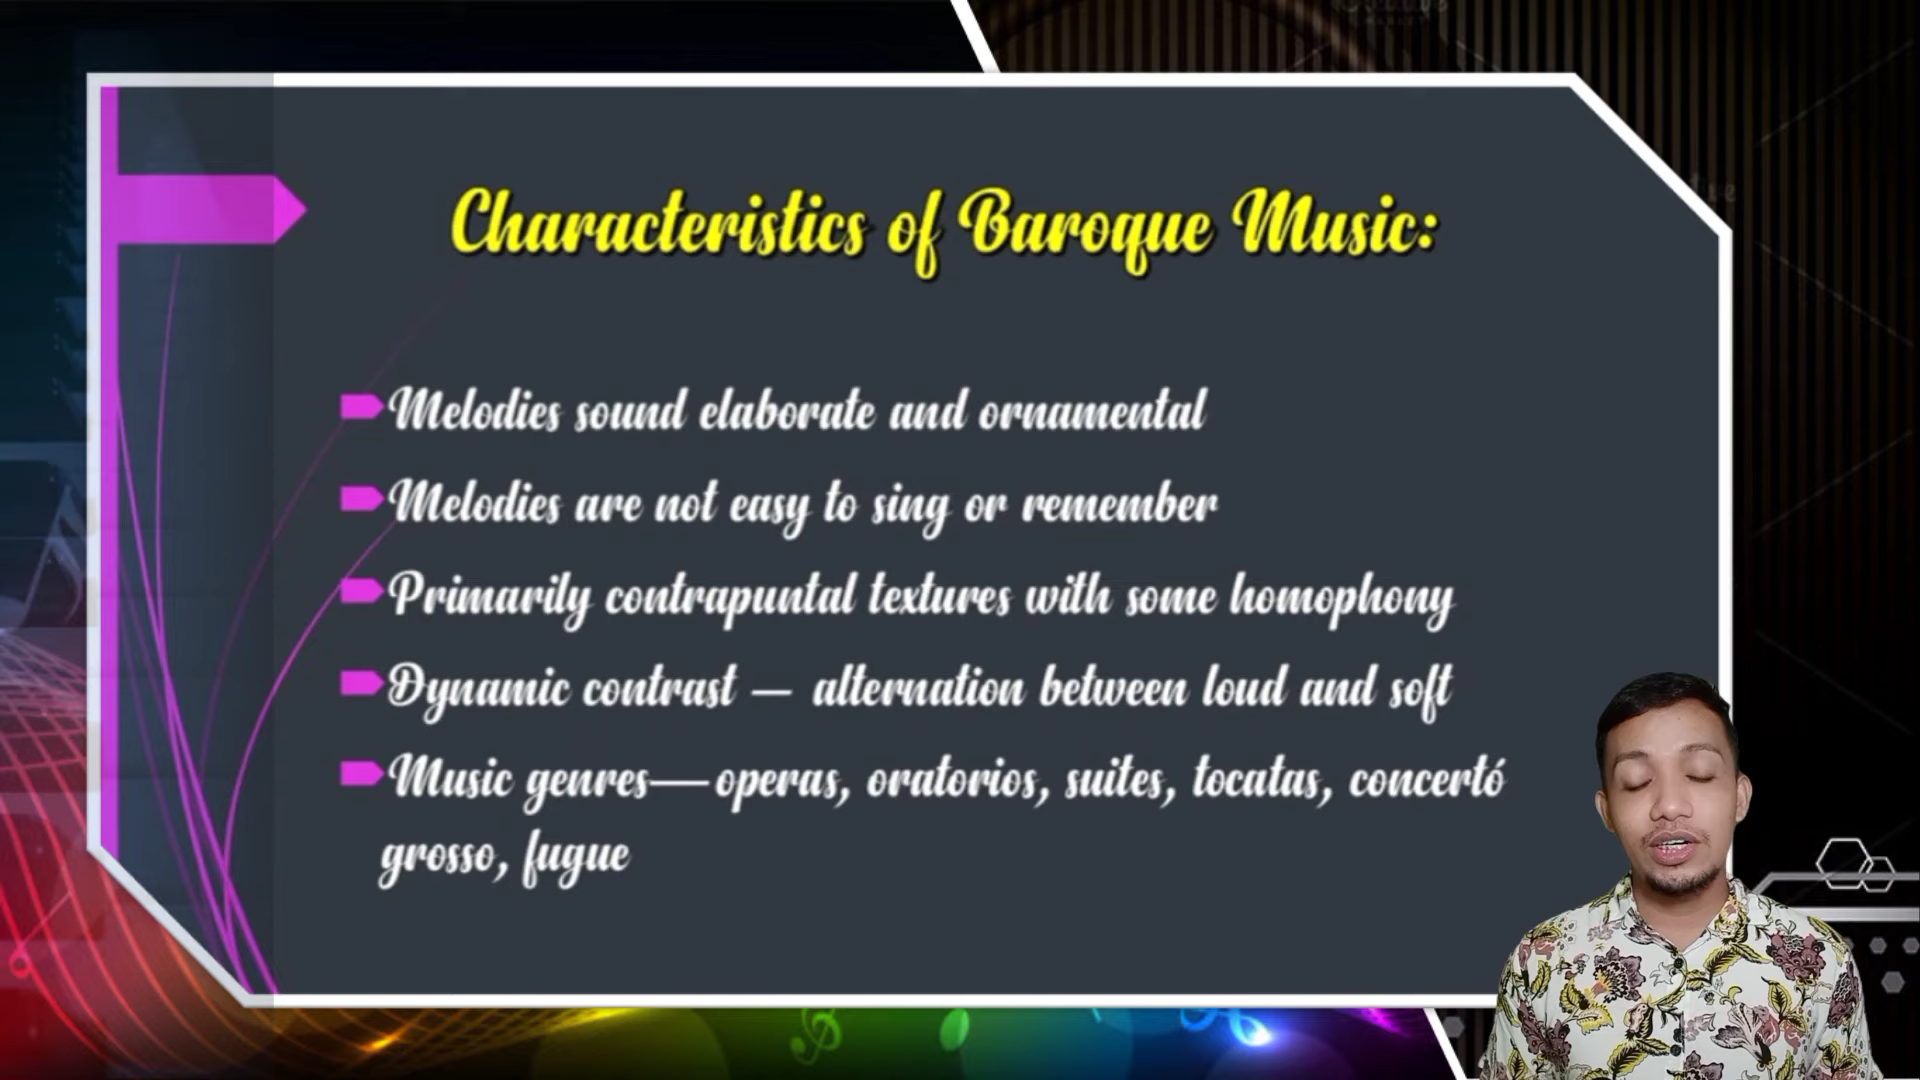 Characteristics of Baroque Music:
Melodies sound elaborate and ornamental
Melodies are not easy to sing or remember
Primarily contrapuntal textures with some homophony
Dynamic contrast — alternation between loud and soft
Music genres—operas, oratorios, suites, tocatas, concertó
grosso, fugue